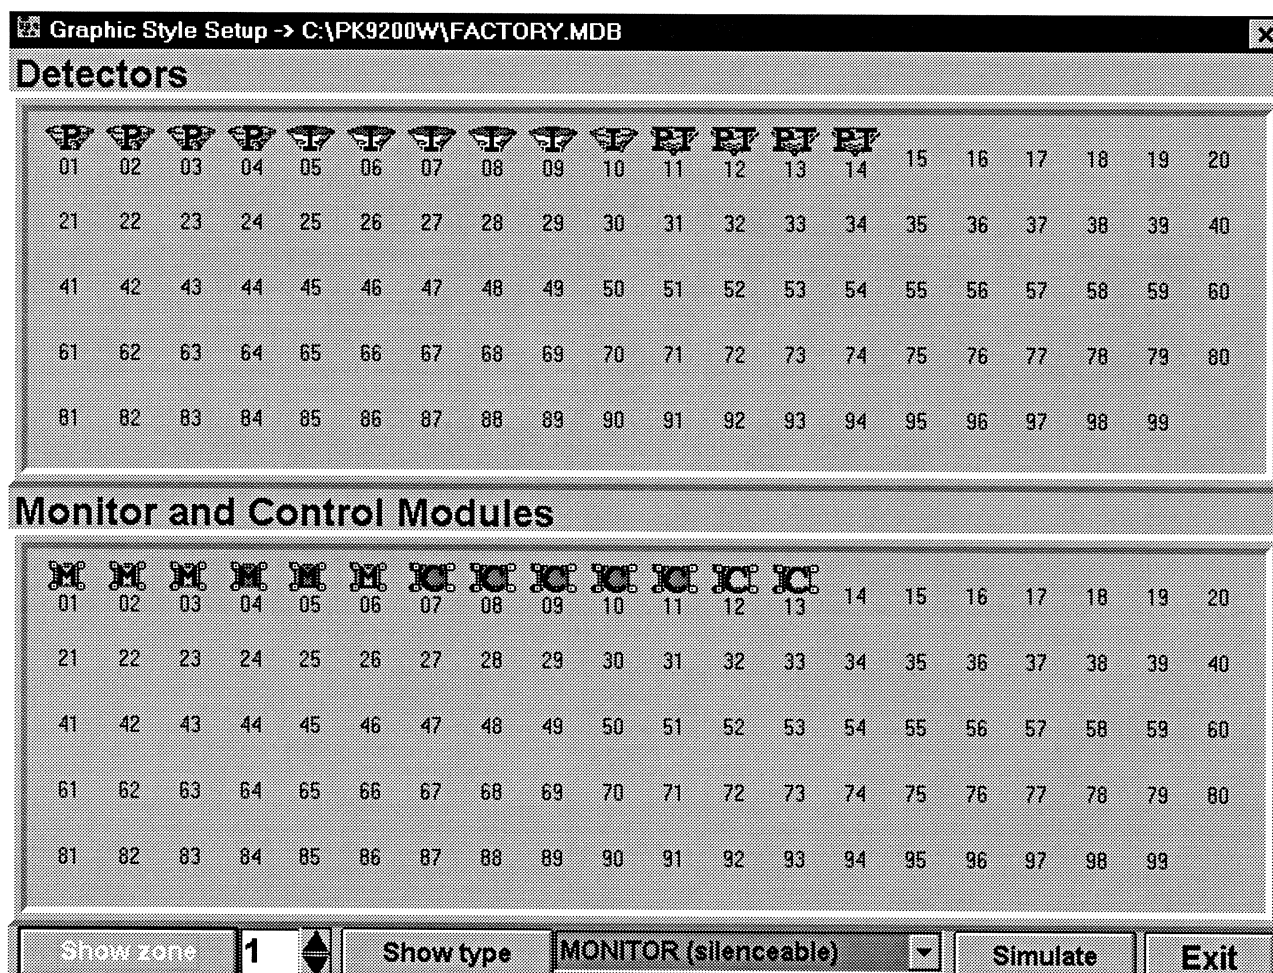 Graphic Style Setup -> C:\PK9200W\FACTORY.MDB
Detectors
P P P P I I I I I I PT PT PT PT
01 02 03 04 05 06 07 08 09 10 11 12 13 14 15 16 17 18 19 20
21 22 23 24 25 26 27 28 29 30 31 32 33 34 35 36 37 38 39 40
41 42 43 44 45 46 47 48 49 50 51 52 53 54 55 56 57 58 59 60
61 62 63 64 65 66 67 68 69 70 71 72 73 74 75 76 77 78 79 80
81 82 83 84 85 86 87 88 89 90 91 92 93 94 95 96 97 98 99
Monitor and Control Modules
M M M M M M C C C C C C C
01 02 03 04 05 06 07 08 09 10 11 12 13 14 15 16 17 18 19 20
21 22 23 24 25 26 27 28 29 30 31 32 33 34 35 36 37 38 39 40
41 42 43 44 45 46 47 48 49 50 51 52 53 54 55 56 57 58 59 60
61 62 63 64 65 66 67 68 69 70 71 72 73 74 75 76 77 78 79 80
81 82 83 84 85 86 87 88 89 90 91 92 93 94 95 96 97 98 99
Show zone 1 Show type MONITOR (silenceable) Simulate Exit